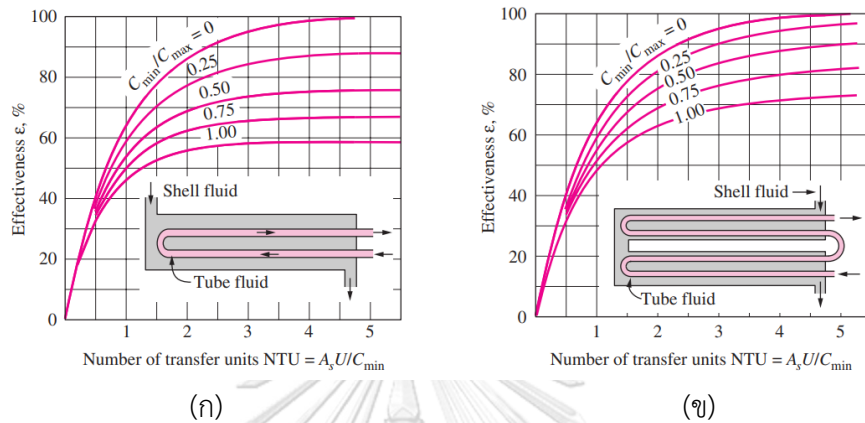 100
80
60
40
20
0
Effectiveness ε, %
C_min/C_max = 0
0.25
0.50
0.75
1.00
Shell fluid
Tube fluid
1 2 3 4 5
Number of transfer units NTU = A_sU/C_min
(ก)
100
80
60
40
20
0
Effectiveness ε, %
C_min/C_max = 0
0.25
0.50
0.75
1.00
Shell fluid
Tube fluid
1 2 3 4 5
Number of transfer units NTU = A_sU/C_min
(ข)